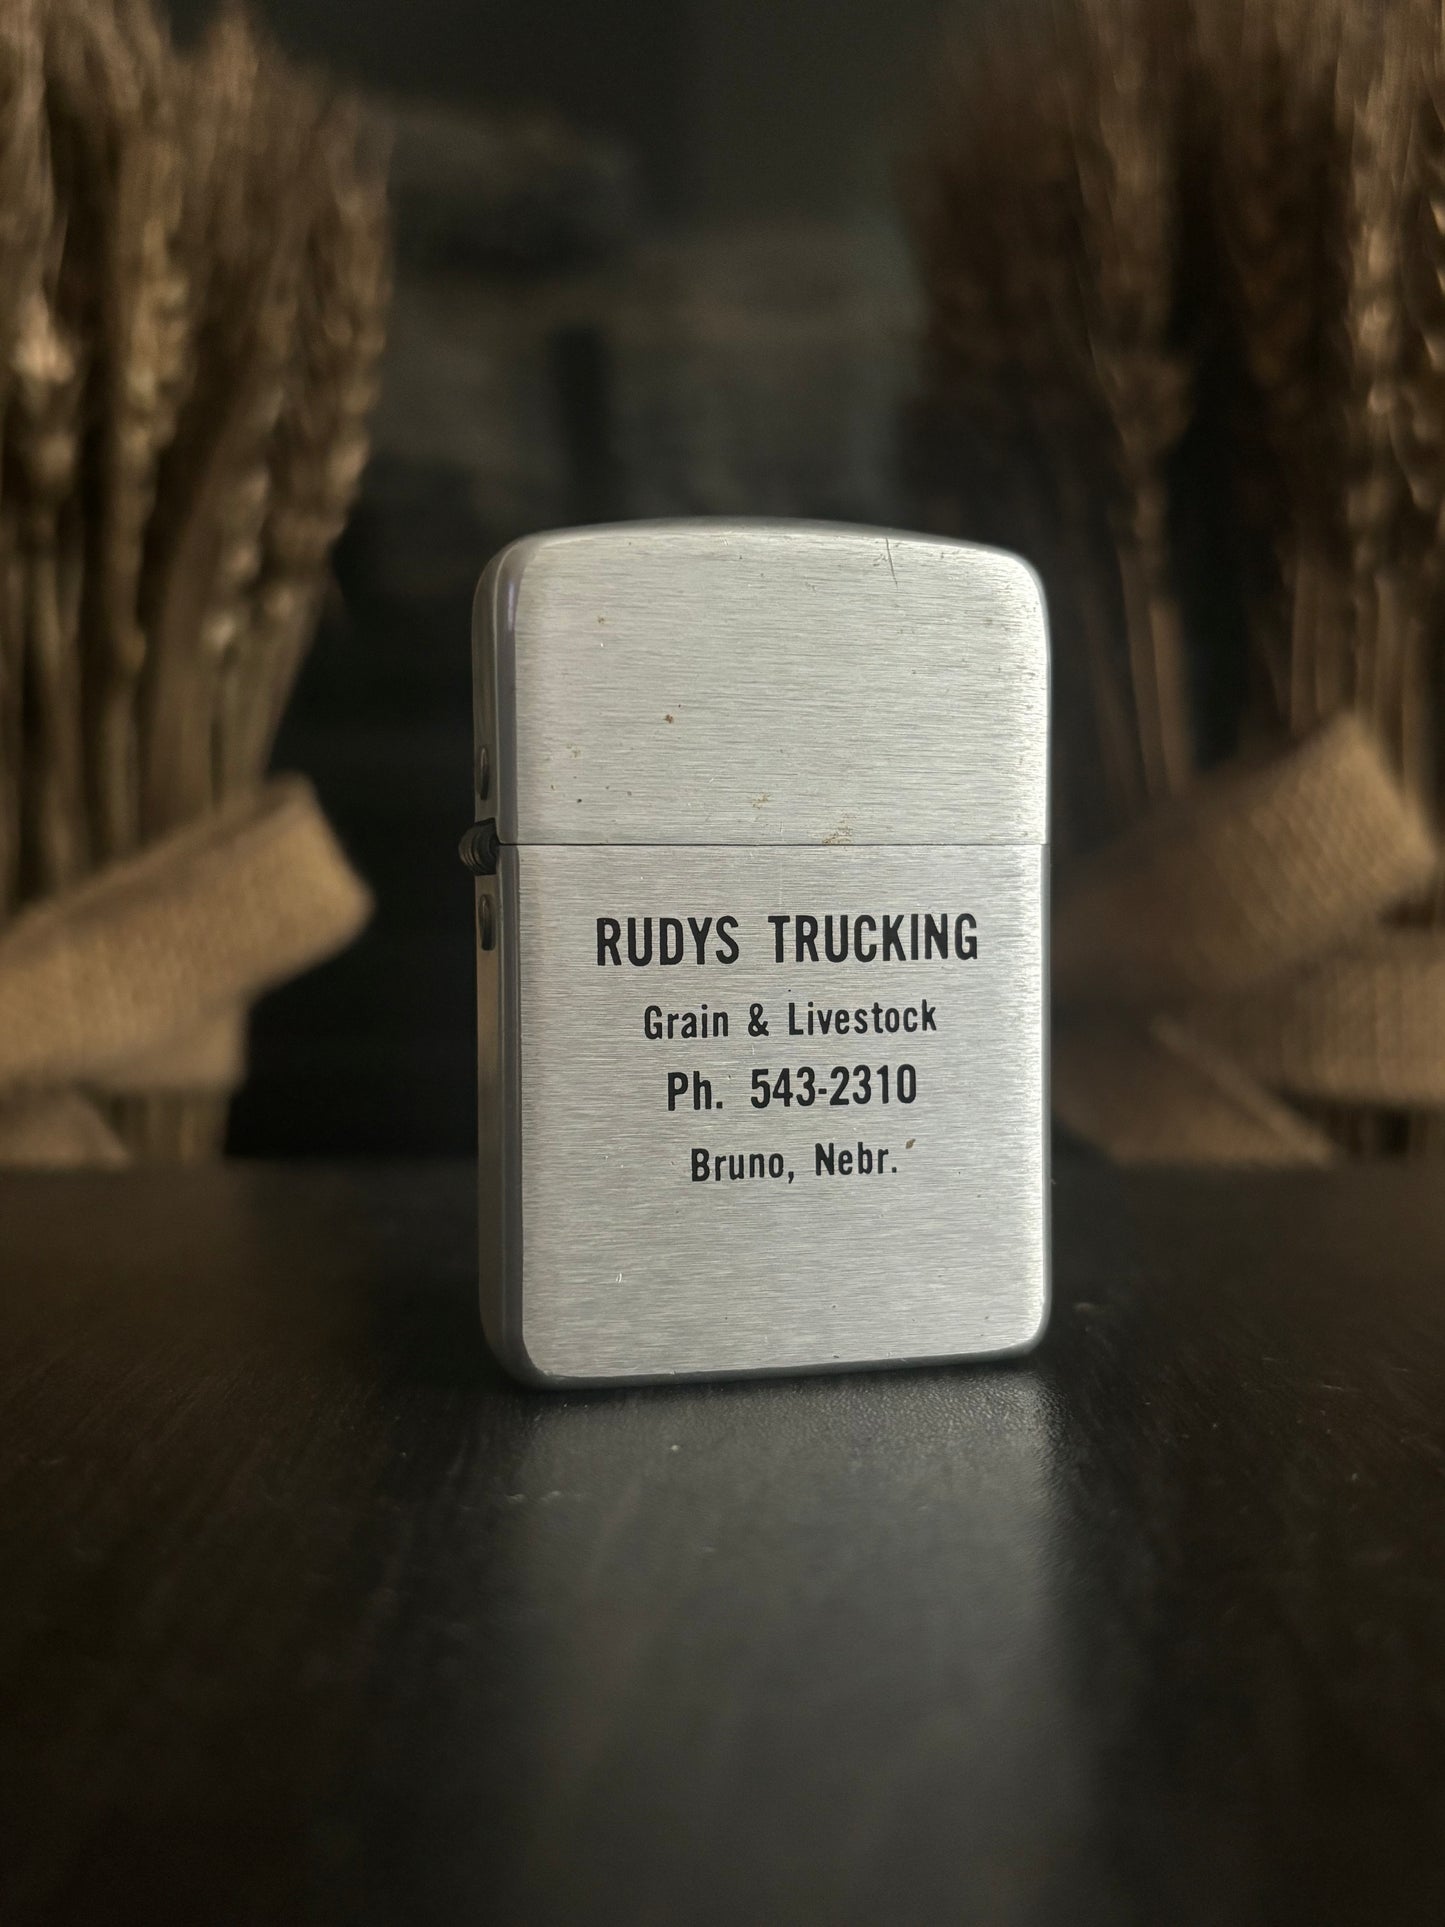 RUDYS TRUCKING
Grain & Livestock
Ph. 543-2310
Bruno, Nebr.